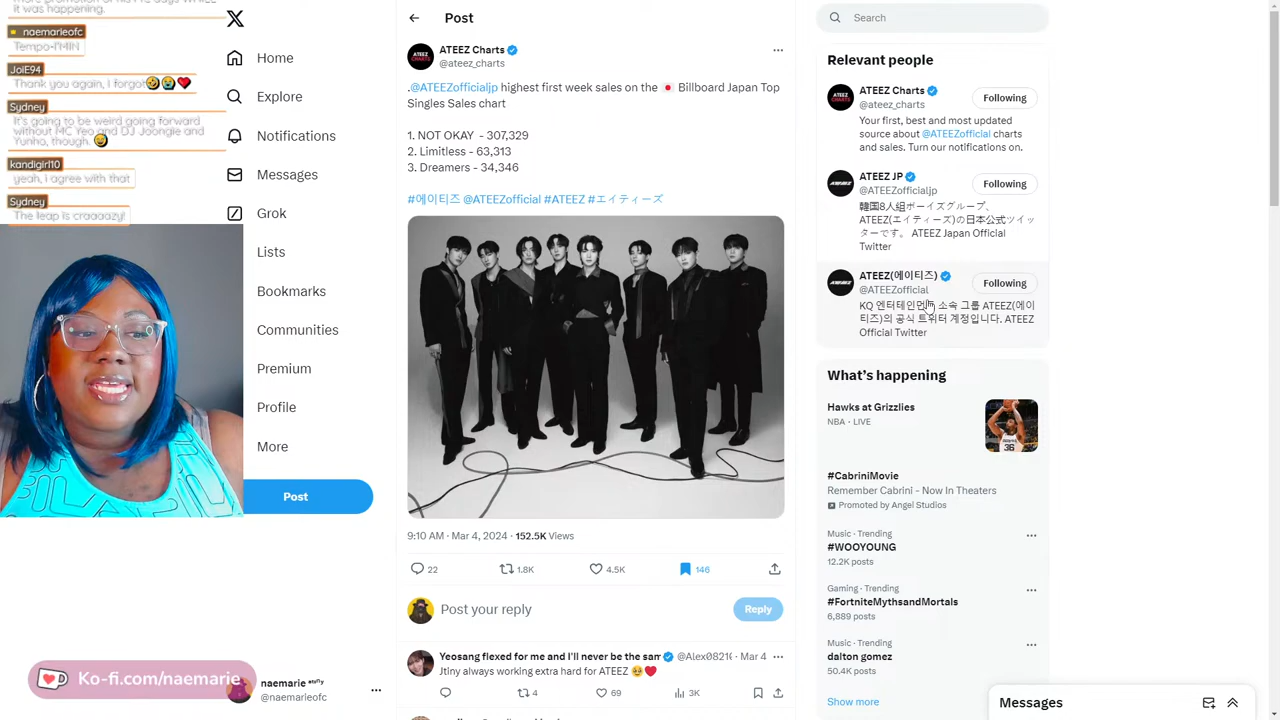 it was happening.
naemarieofc
Tempo-I'MIN
JolE94
Thank you again, I forgot🤣😭❤️
Sydney
It's going to be weird going forward
without MC Yeo and DJ Joongie and
Yunho, though. 😅
kandigirl10
yeah, i agree with that
Sydney
The leap is craaaazy!
Home
Explore
Notifications
Messages
Grok
Lists
Bookmarks
Communities
Premium
Profile
More
Post
Ko-fi.com/naemarie
naemarie
@naemarieofc
Post
ATEEZ Charts
@ateez_charts
.@ATEEZofficialjp highest first week sales on the 🇯🇵 Billboard Japan Top
Singles Sales chart
1. NOT OKAY - 307,329
2. Limitless - 63,313
3. Dreamers - 34,346
#에이티즈 @ATEEZofficial #ATEEZ #エイティーズ
9:10 AM · Mar 4, 2024 · 152.5K Views
22
1.8K
4.5K
146
Post your reply
Reply
Yeosang flexed for me and I'll never be the sam @Alex0821( · Mar 4
Jtiny always working extra hard for ATEEZ 🥹❤️
4
69
3K
Search
Relevant people
ATEEZ Charts
@ateez_charts
Following
Your first, best and most updated
source about @ATEEZofficial charts
and sales. Turn our notifications on.
ATEEZ JP
@ATEEZofficialjp
Following
韓国8人組ボーイズグループ、
ATEEZ(エイティーズ)の日本公式ツイッ
ターです。 ATEEZ Japan Official
Twitter
ATEEZ(에이티즈)
@ATEEZofficial
Following
KQ 엔터테인먼트 소속 그룹 ATEEZ(에이
티즈)의 공식 트위터 계정입니다. ATEEZ
Official Twitter
What's happening
Hawks at Grizzlies
NBA · LIVE
#CabriniMovie
Remember Cabrini - Now In Theaters
Promoted by Angel Studios
Music · Trending
#WOOYOUNG
12.2K posts
Gaming · Trending
#FortniteMythsandMortals
6,889 posts
Music · Trending
dalton gomez
50.4K posts
Show more
Messages